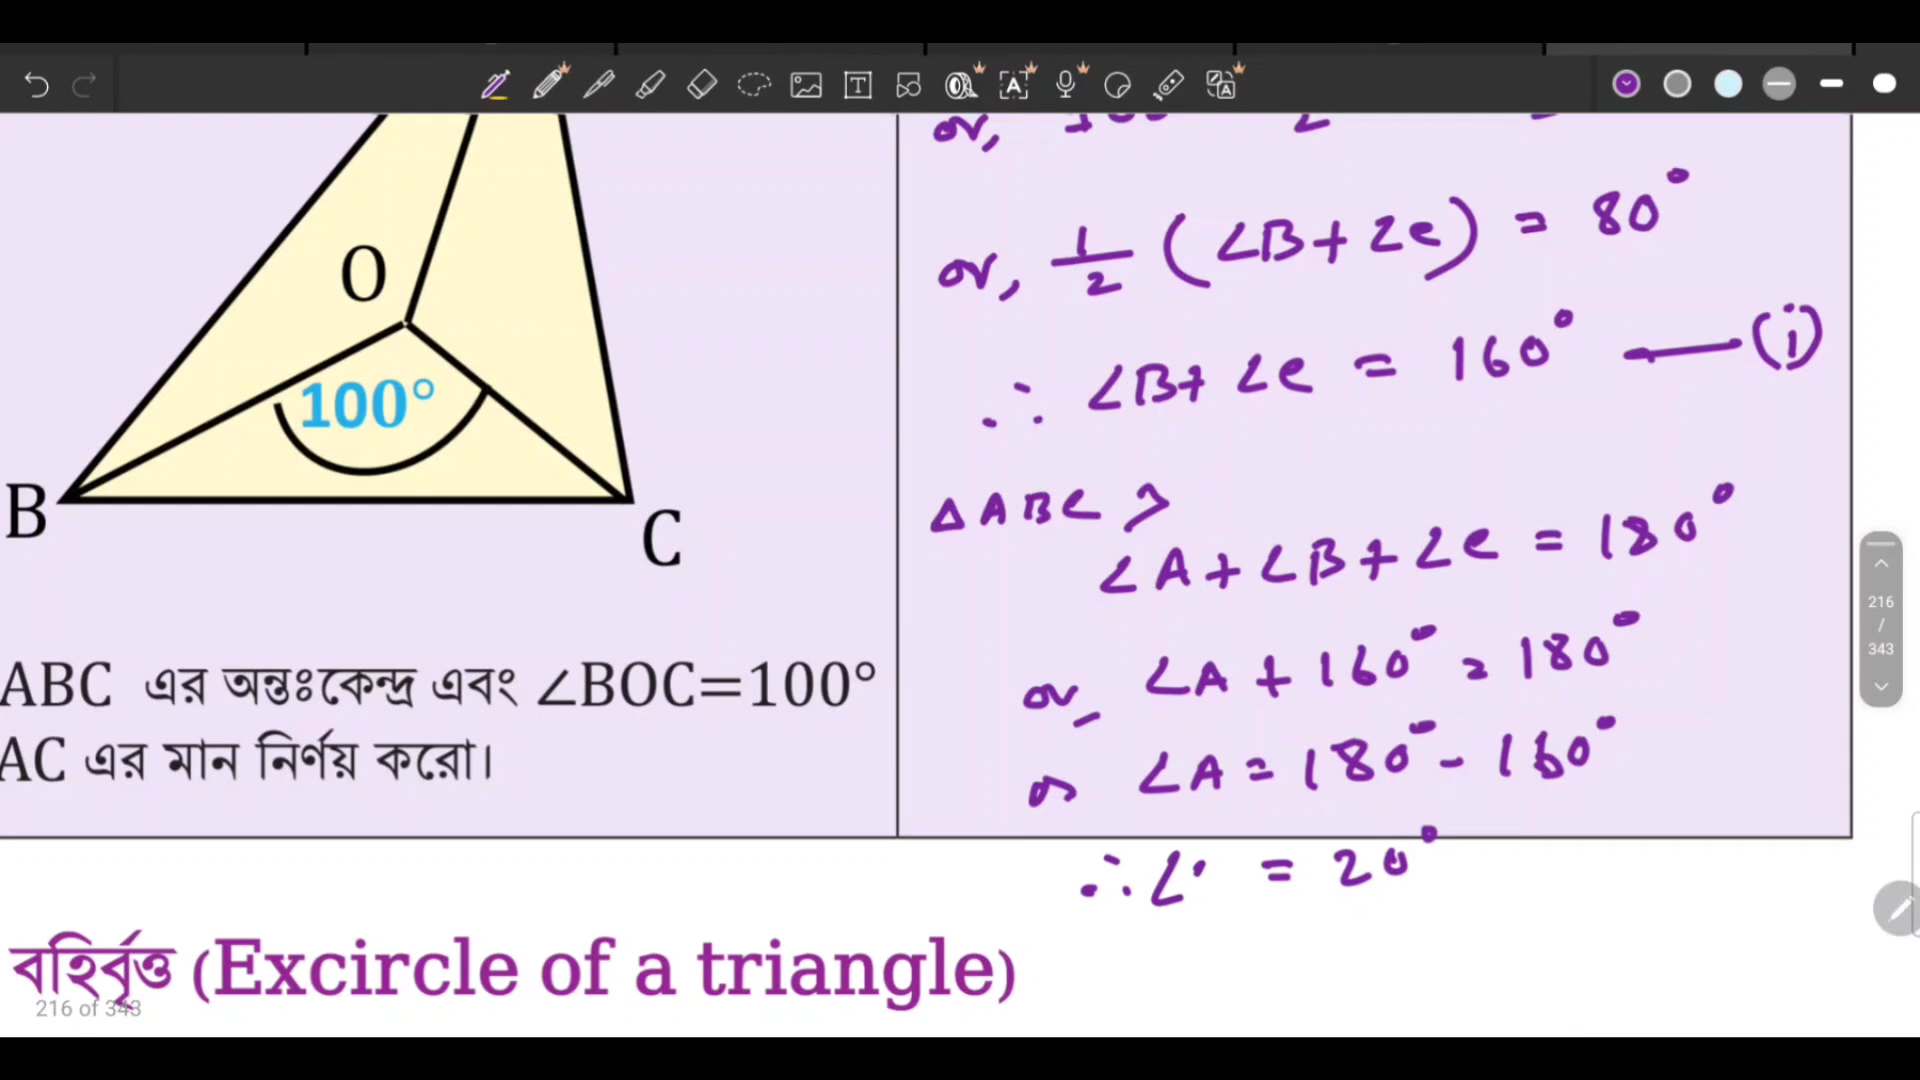 O
100°
B
C
ABC এর অন্তঃকেন্দ্র এবং ∠BOC=100°
AC এর মান নির্ণয় করো।
or,
or, 1/2 (∠B+∠C) = 80°
∴ ∠B+∠C = 160° — (i)
△ABC এ
∠A+∠B+∠C = 180°
or, ∠A + 160° = 180°
or ∠A = 180° - 160°
∴ ∠ = 20°
বহির্বৃত্ত (Excircle of a triangle)
216 of 343
216
/
343